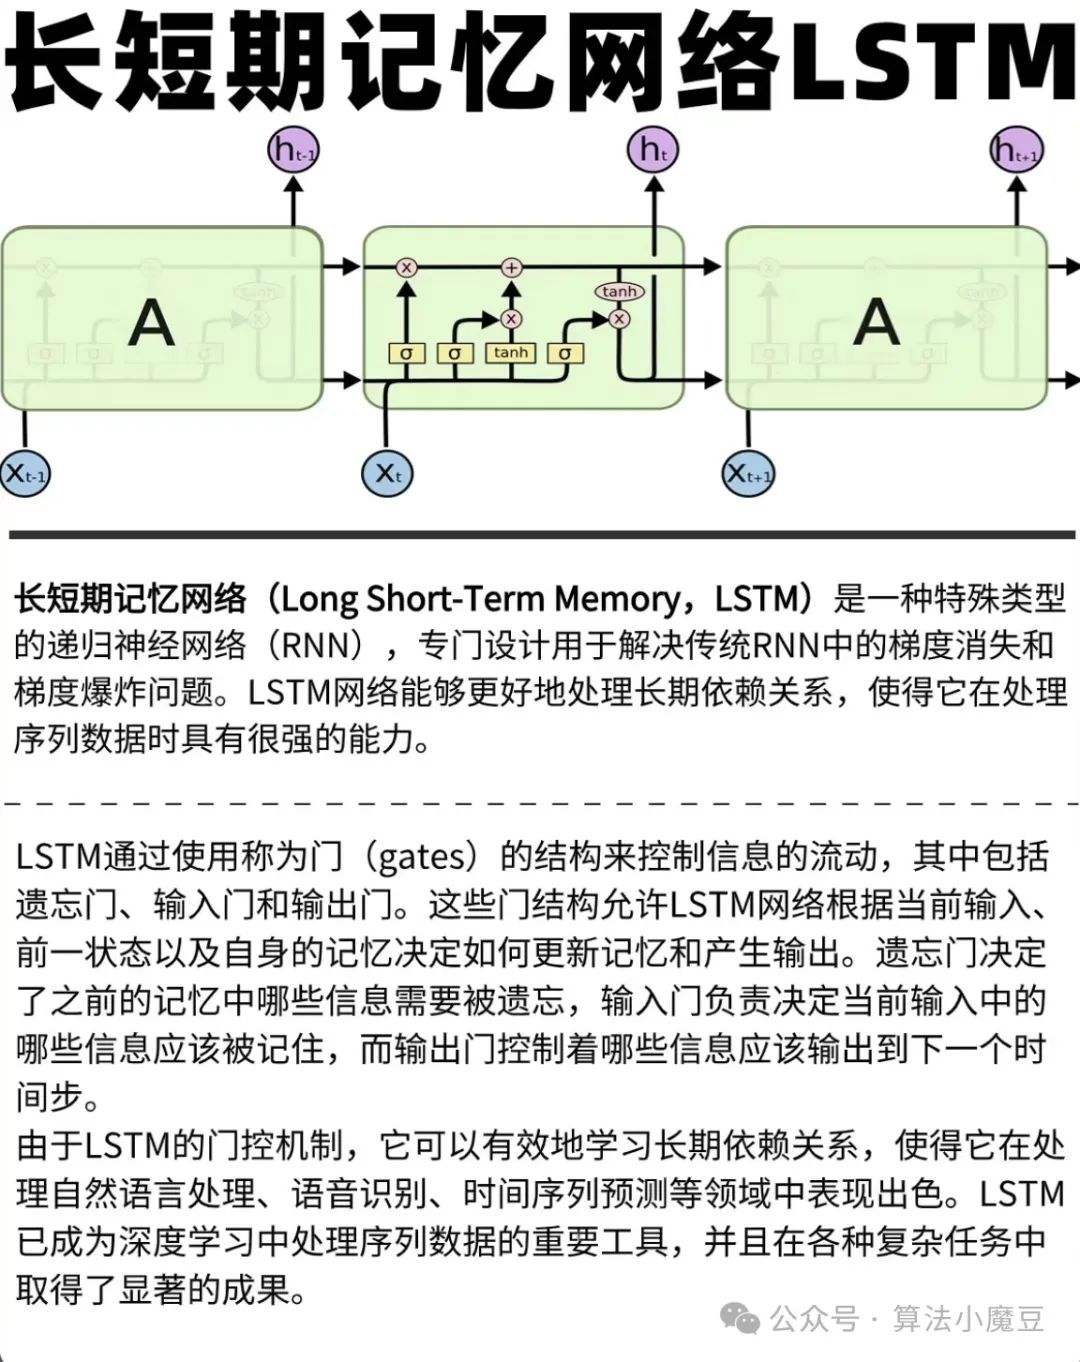 长短期记忆网络LSTM
ht-1
ht
ht+1
A
x
+
tanh
x
x
σ
σ
tanh
σ
A
xt-1
xt
xt+1
长短期记忆网络（Long Short-Term Memory，LSTM）是一种特殊类型
的递归神经网络（RNN），专门设计用于解决传统RNN中的梯度消失和
梯度爆炸问题。LSTM网络能够更好地处理长期依赖关系，使得它在处理
序列数据时具有很强的能力。
LSTM通过使用称为门（gates）的结构来控制信息的流动，其中包括
遗忘门、输入门和输出门。这些门结构允许LSTM网络根据当前输入、
前一状态以及自身的记忆决定如何更新记忆和产生输出。遗忘门决定
了之前的记忆中哪些信息需要被遗忘，输入门负责决定当前输入中的
哪些信息应该被记住，而输出门控制着哪些信息应该输出到下一个时
间步。
由于LSTM的门控机制，它可以有效地学习长期依赖关系，使得它在处
理自然语言处理、语音识别、时间序列预测等领域中表现出色。LSTM
已成为深度学习中处理序列数据的重要工具，并且在各种复杂任务中
取得了显著的成果。
公众号 · 算法小魔豆